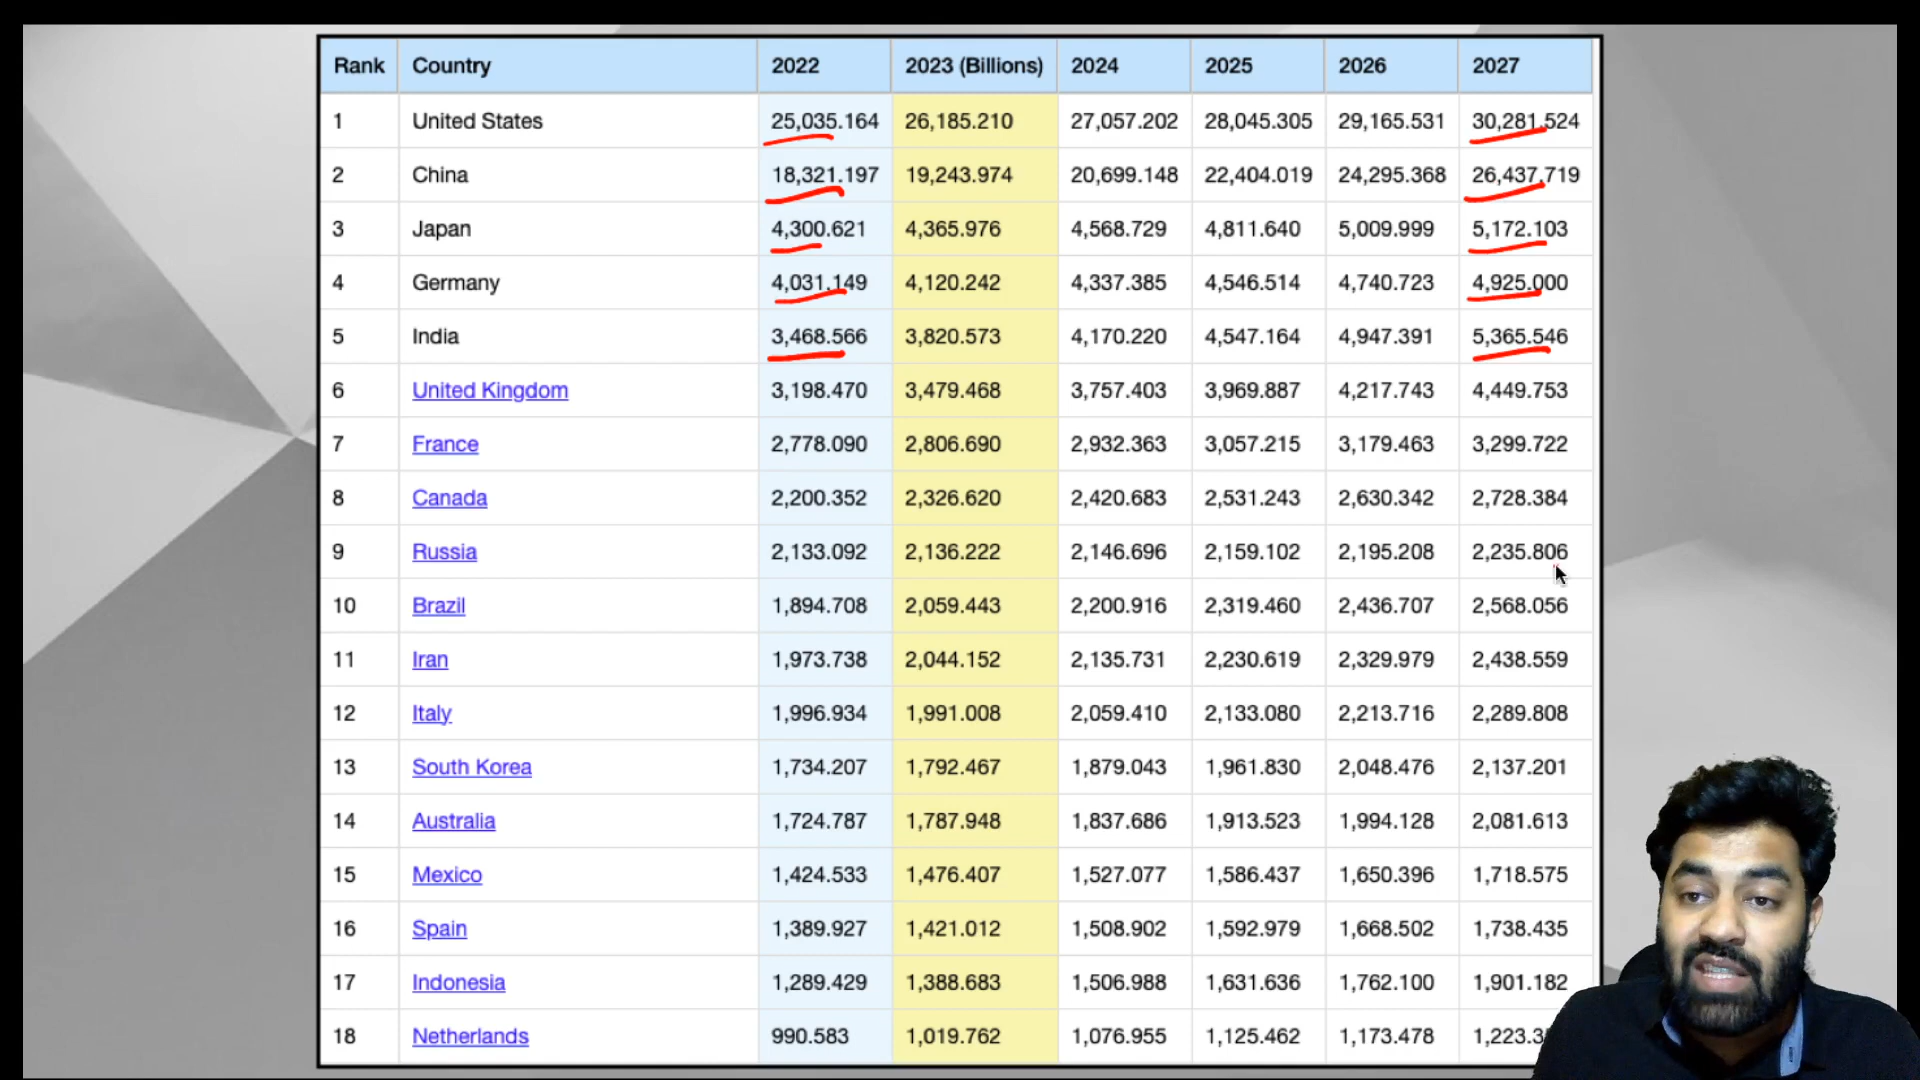 Rank Country 2022 2023 (Billions) 2024 2025 2026 2027
1 United States 25,035.164 26,185.210 27,057.202 28,045.305 29,165.531 30,281.524
2 China 18,321.197 19,243.974 20,699.148 22,404.019 24,295.368 26,437.719
3 Japan 4,300.621 4,365.976 4,568.729 4,811.640 5,009.999 5,172.103
4 Germany 4,031.149 4,120.242 4,337.385 4,546.514 4,740.723 4,925.000
5 India 3,468.566 3,820.573 4,170.220 4,547.164 4,947.391 5,365.546
6 United Kingdom 3,198.470 3,479.468 3,757.403 3,969.887 4,217.743 4,449.753
7 France 2,778.090 2,806.690 2,932.363 3,057.215 3,179.463 3,299.722
8 Canada 2,200.352 2,326.620 2,420.683 2,531.243 2,630.342 2,728.384
9 Russia 2,133.092 2,136.222 2,146.696 2,159.102 2,195.208 2,235.806
10 Brazil 1,894.708 2,059.443 2,200.916 2,319.460 2,436.707 2,568.056
11 Iran 1,973.738 2,044.152 2,135.731 2,230.619 2,329.979 2,438.559
12 Italy 1,996.934 1,991.008 2,059.410 2,133.080 2,213.716 2,289.808
13 South Korea 1,734.207 1,792.467 1,879.043 1,961.830 2,048.476 2,137.201
14 Australia 1,724.787 1,787.948 1,837.686 1,913.523 1,994.128 2,081.613
15 Mexico 1,424.533 1,476.407 1,527.077 1,586.437 1,650.396 1,718.575
16 Spain 1,389.927 1,421.012 1,508.902 1,592.979 1,668.502 1,738.435
17 Indonesia 1,289.429 1,388.683 1,506.988 1,631.636 1,762.100 1,901.182
18 Netherlands 990.583 1,019.762 1,076.955 1,125.462 1,173.478